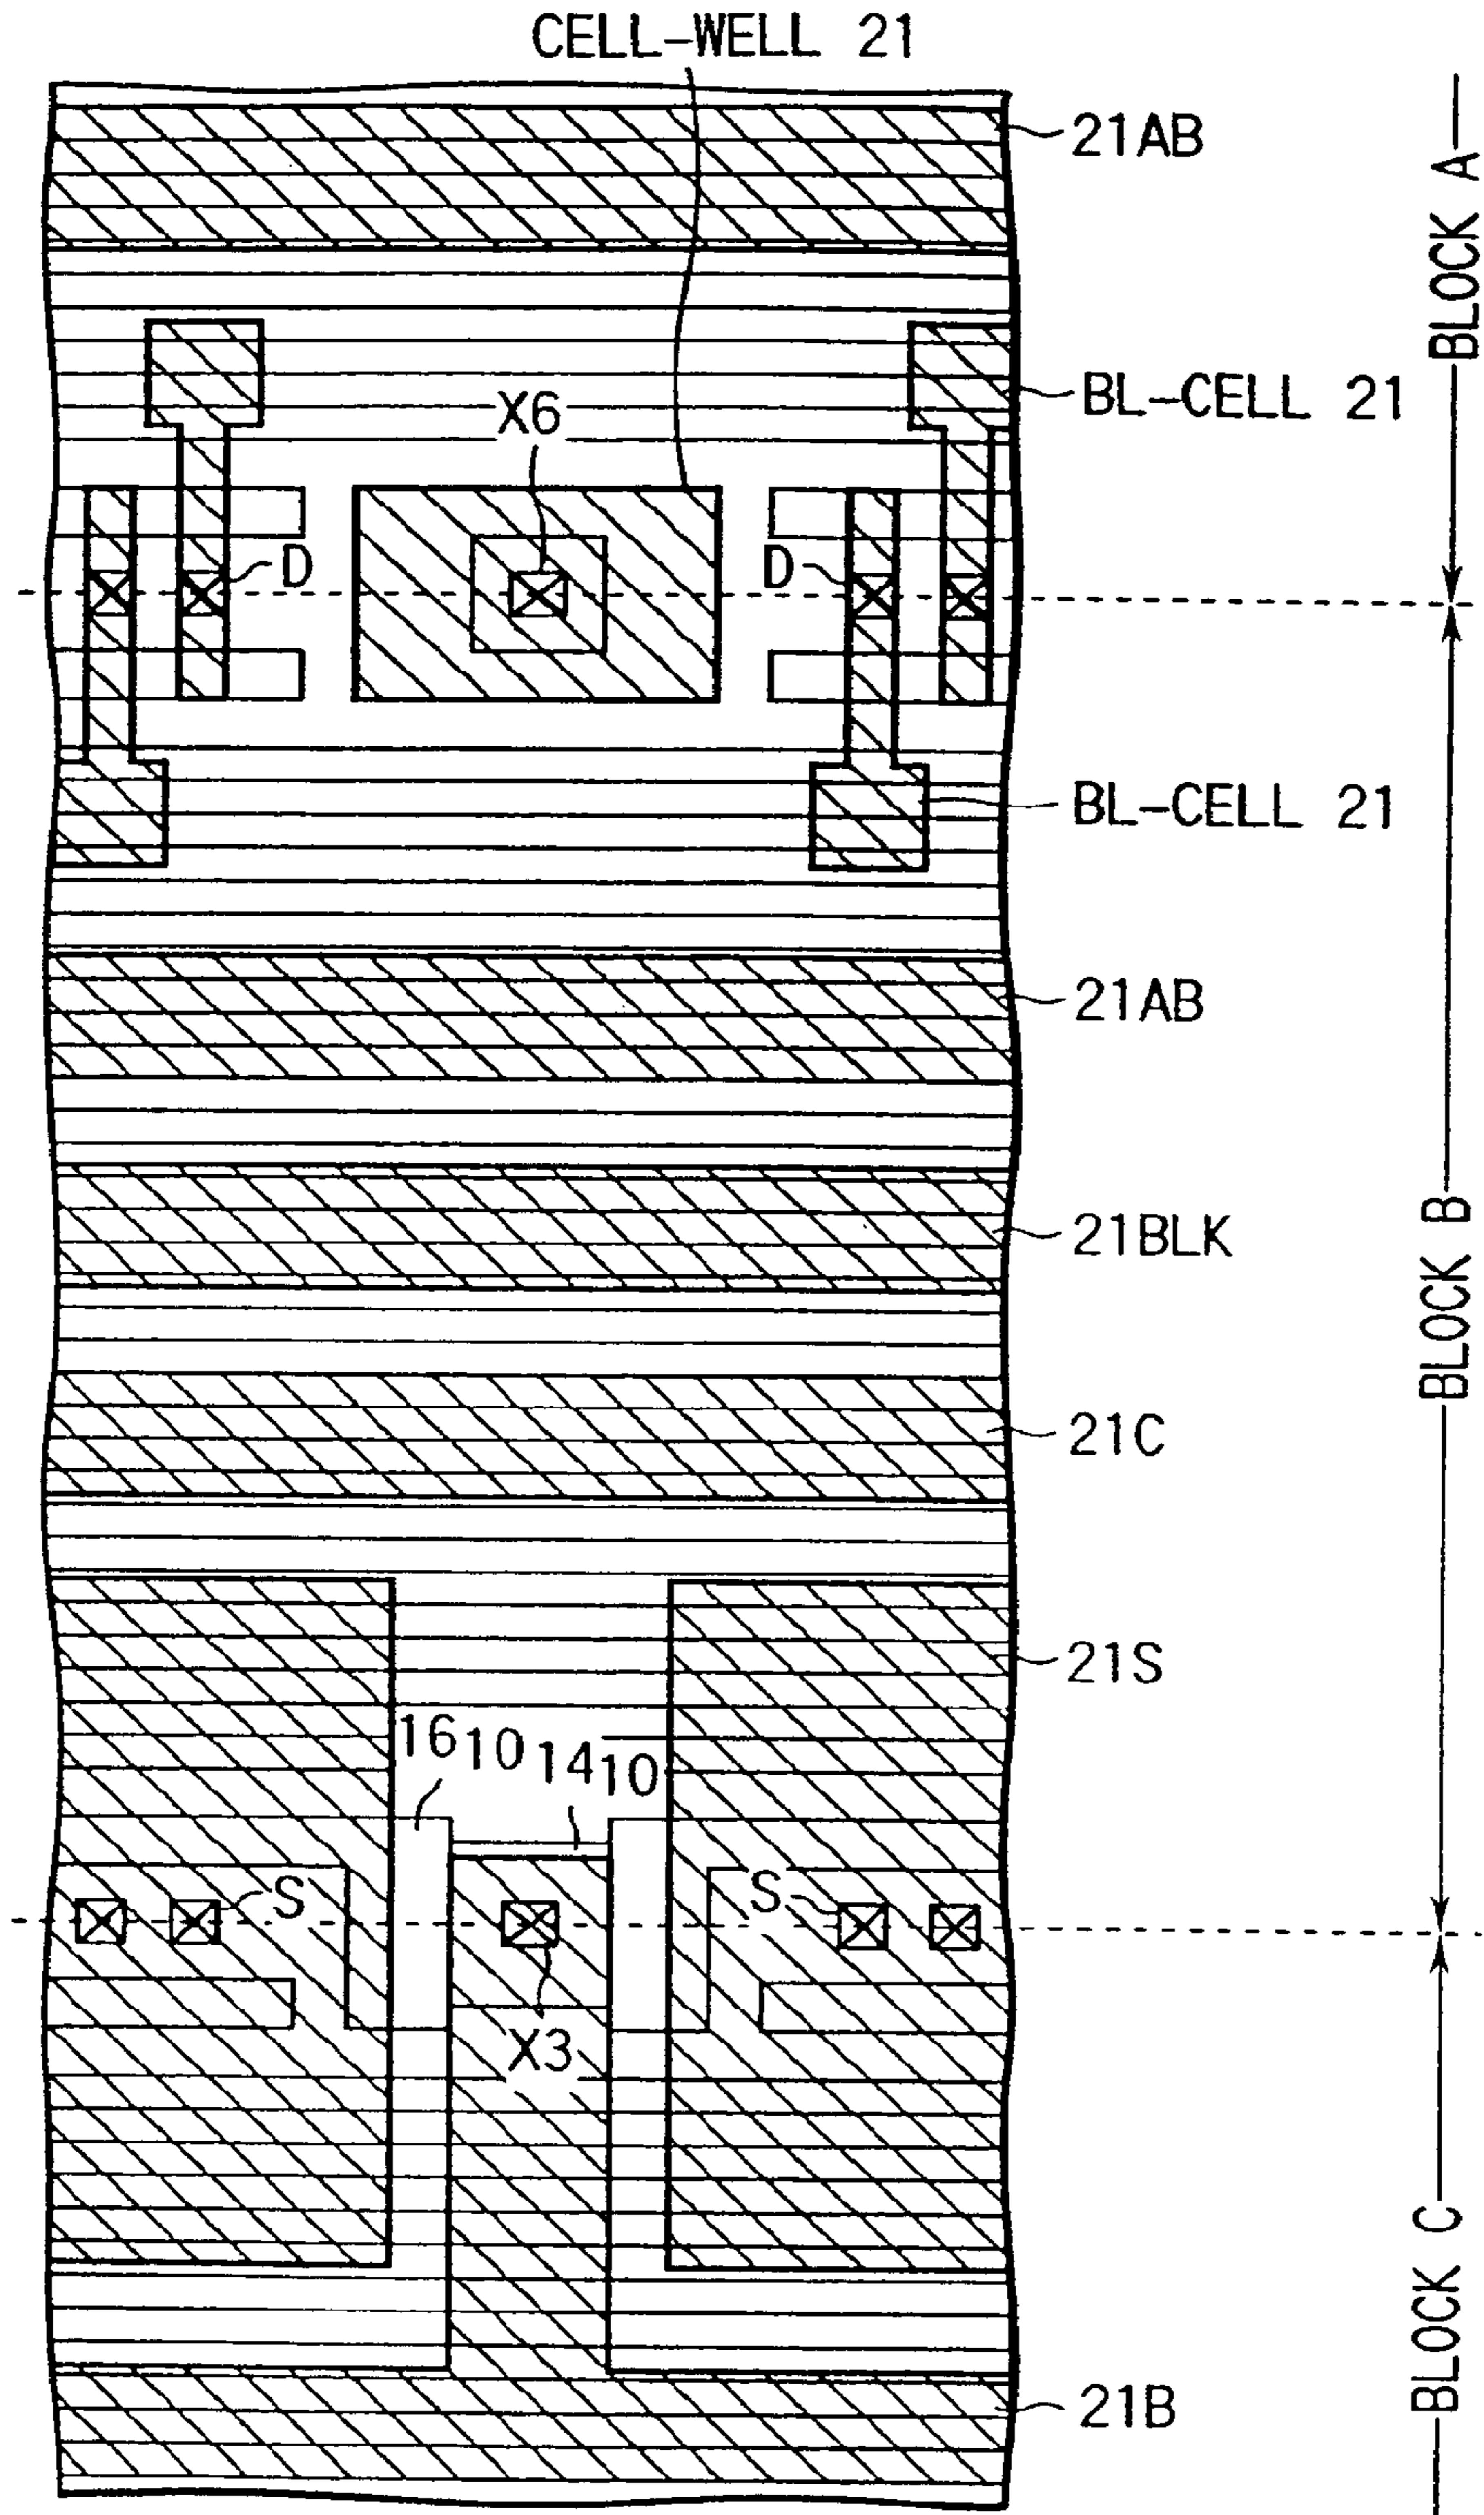 CELL-WELL 21
21AB
BLOCK A
BL-CELL 21
X6
D
D
BL-CELL 21
21AB
BLOCK B
21BLK
21C
21S
16 10 14 10
S
S
X3
BLOCK C
21B